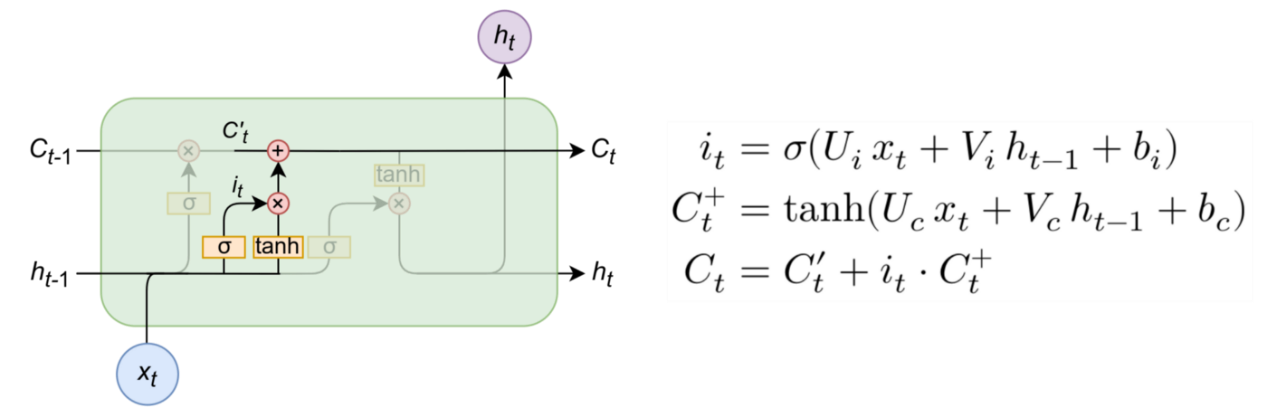 h_t
C_{t-1}
C'_t
C_t
i_t
tanh
σ
σ
tanh
σ
h_{t-1}
h_t
x_t
i_t = σ(U_i x_t + V_i h_{t-1} + b_i)
C_t^+ = tanh(U_c x_t + V_c h_{t-1} + b_c)
C_t = C'_t + i_t · C_t^+